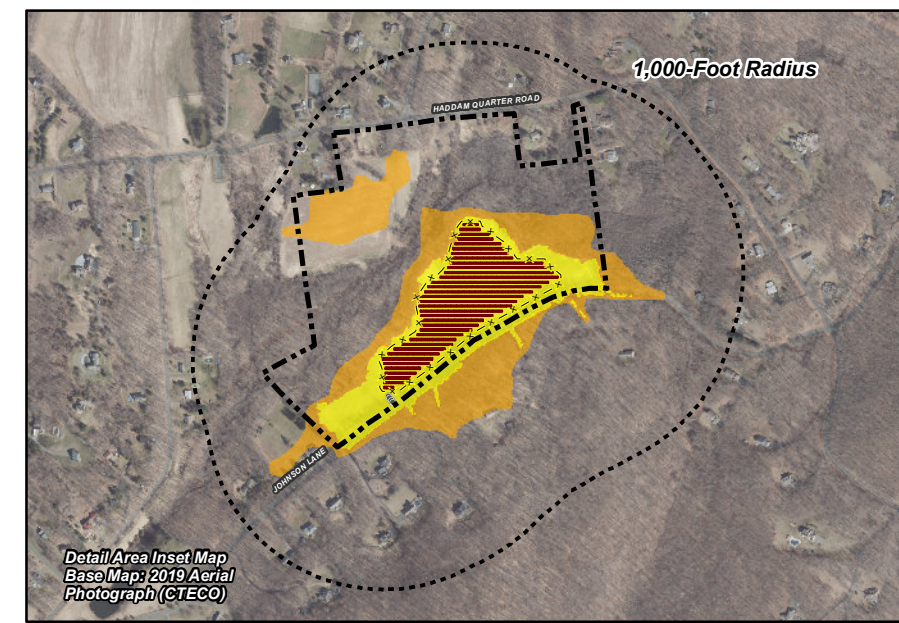 1,000-Foot Radius
HADDAM QUARTER ROAD
JOHNSON LANE
Detail Area Inset Map
Base Map: 2019 Aerial
Photograph (CTECO)